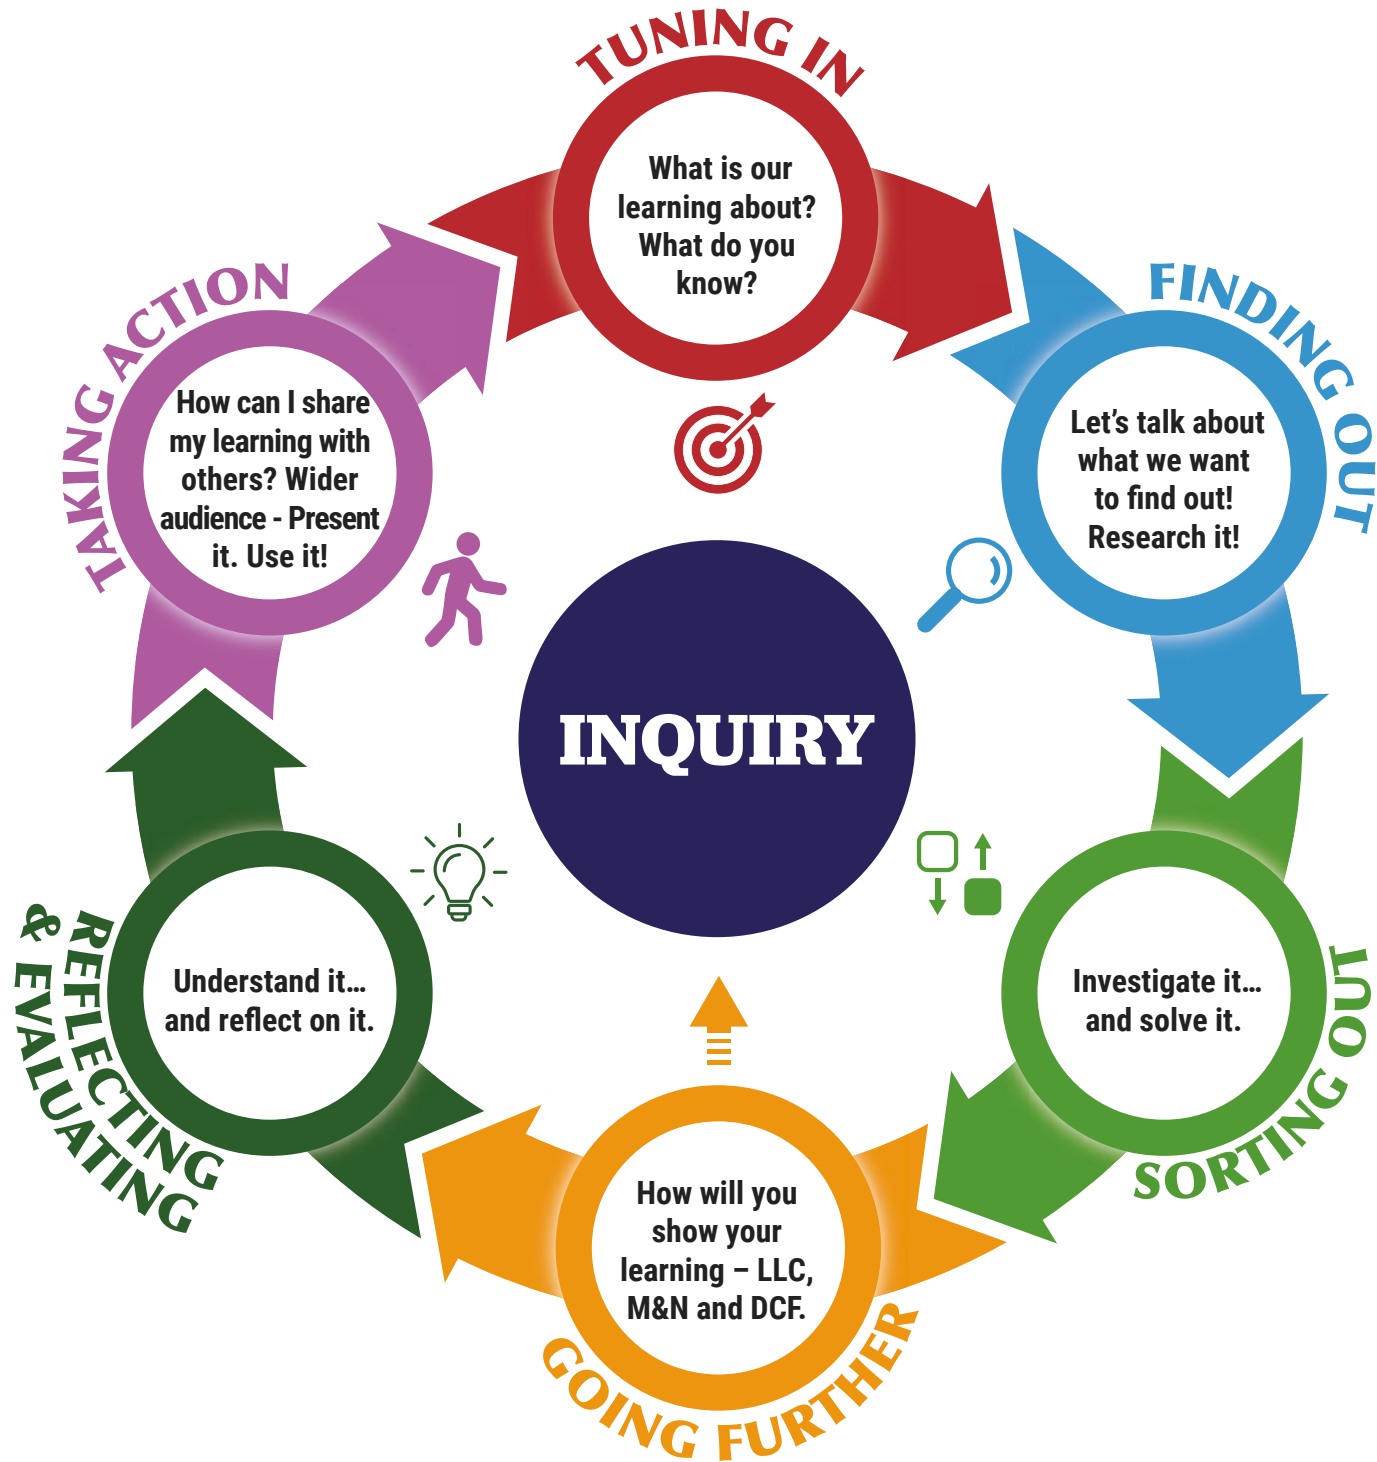 TUNING IN
What is our
learning about?
What do you
know?
FINDING OUT
Let’s talk about
what we want
to find out!
Research it!
SORTING OUT
Investigate it...
and solve it.
GOING FURTHER
How will you
show your
learning – LLC,
M&N and DCF.
REFLECTING
& EVALUATING
Understand it...
and reflect on it.
TAKING ACTION
How can I share
my learning with
others? Wider
audience - Present
it. Use it!
INQUIRY